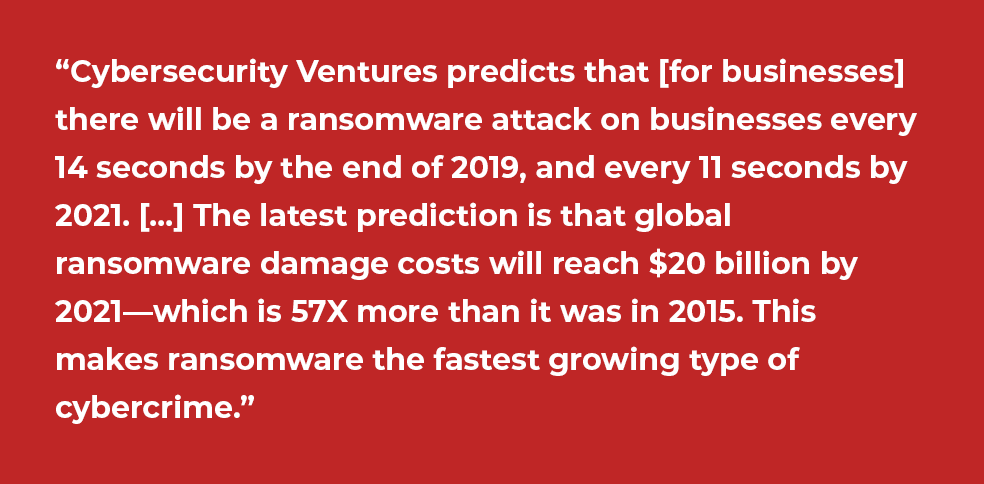 “Cybersecurity Ventures predicts that [for businesses]
there will be a ransomware attack on businesses every
14 seconds by the end of 2019, and every 11 seconds by
2021. [...] The latest prediction is that global
ransomware damage costs will reach $20 billion by
2021—which is 57X more than it was in 2015. This
makes ransomware the fastest growing type of
cybercrime.”